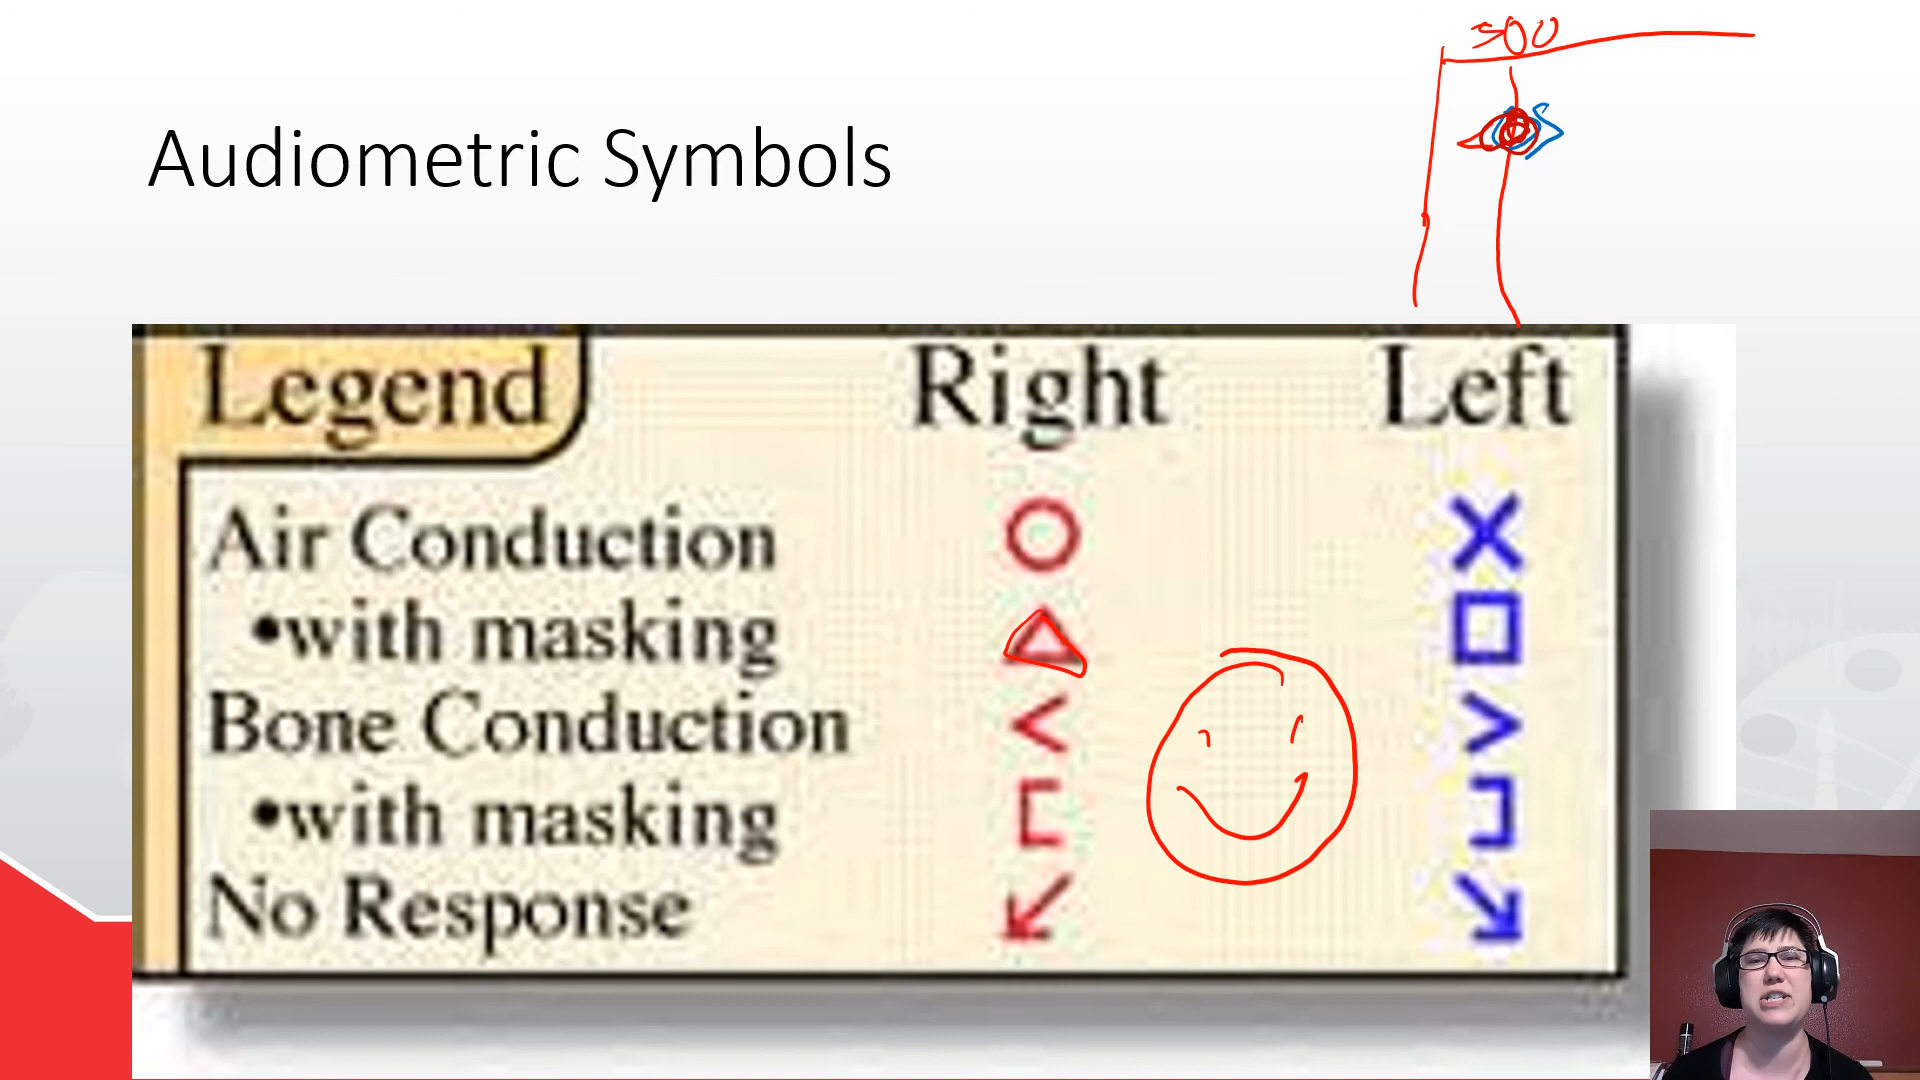 500
Audiometric Symbols
Legend Right Left
Air Conduction
•with masking
Bone Conduction
•with masking
No Response